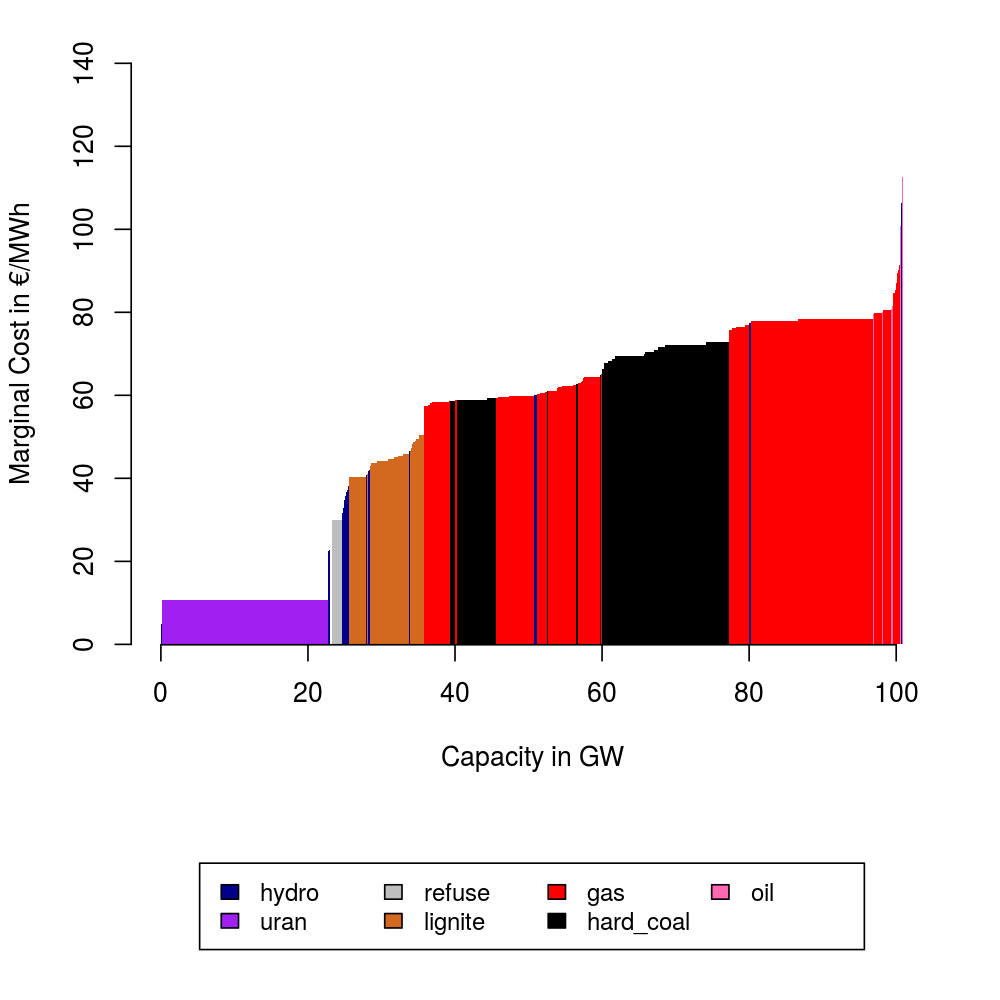 Marginal Cost in €/MWh
140
120
100
80
60
40
20
0
0 20 40 60 80 100
Capacity in GW
hydro refuse gas oil
uran lignite hard_coal